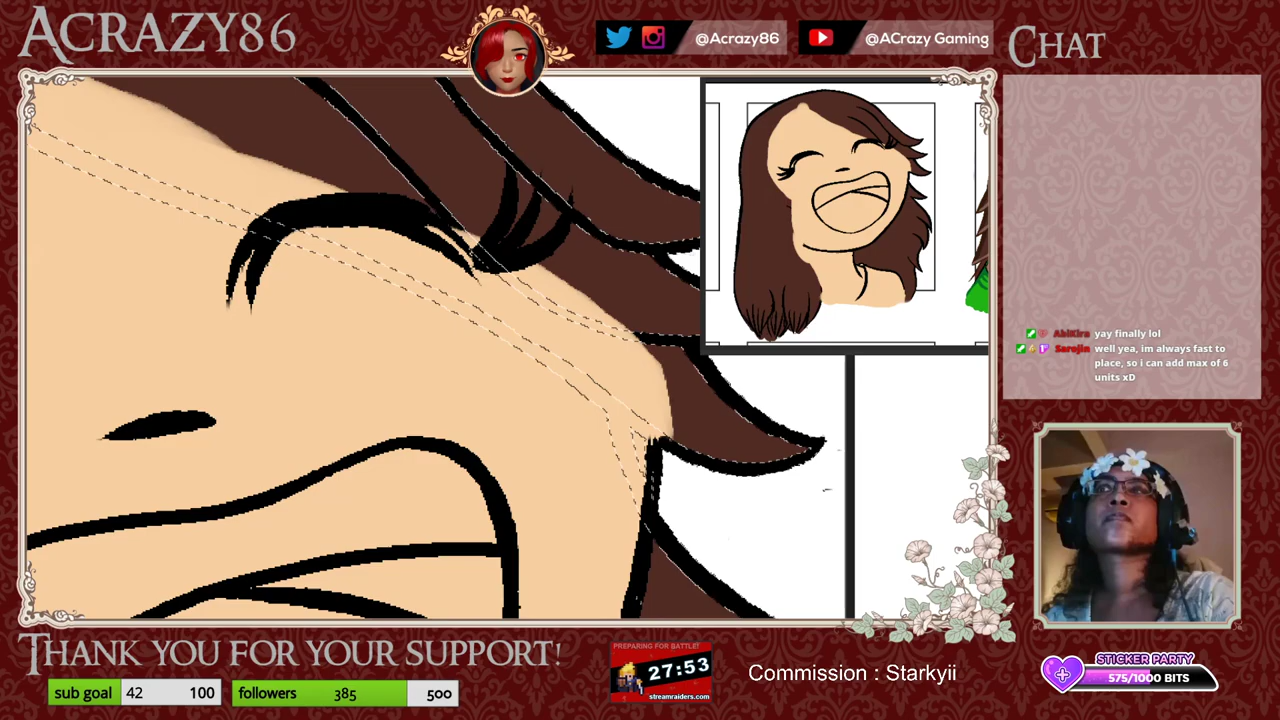 ACRAZY86
@Acrazy86
@ACrazy Gaming
CHAT
AbiKira yay finally lol
Sarojin well yea, im always fast to
place, so i can add max of 6
units xD
THANK YOU FOR YOUR SUPPORT!
sub goal 42 100
followers 385 500
PREPARING FOR BATTLE!
27:53
streamraiders.com
Commission : Starkyii
STICKER PARTY
575/1000 BITS